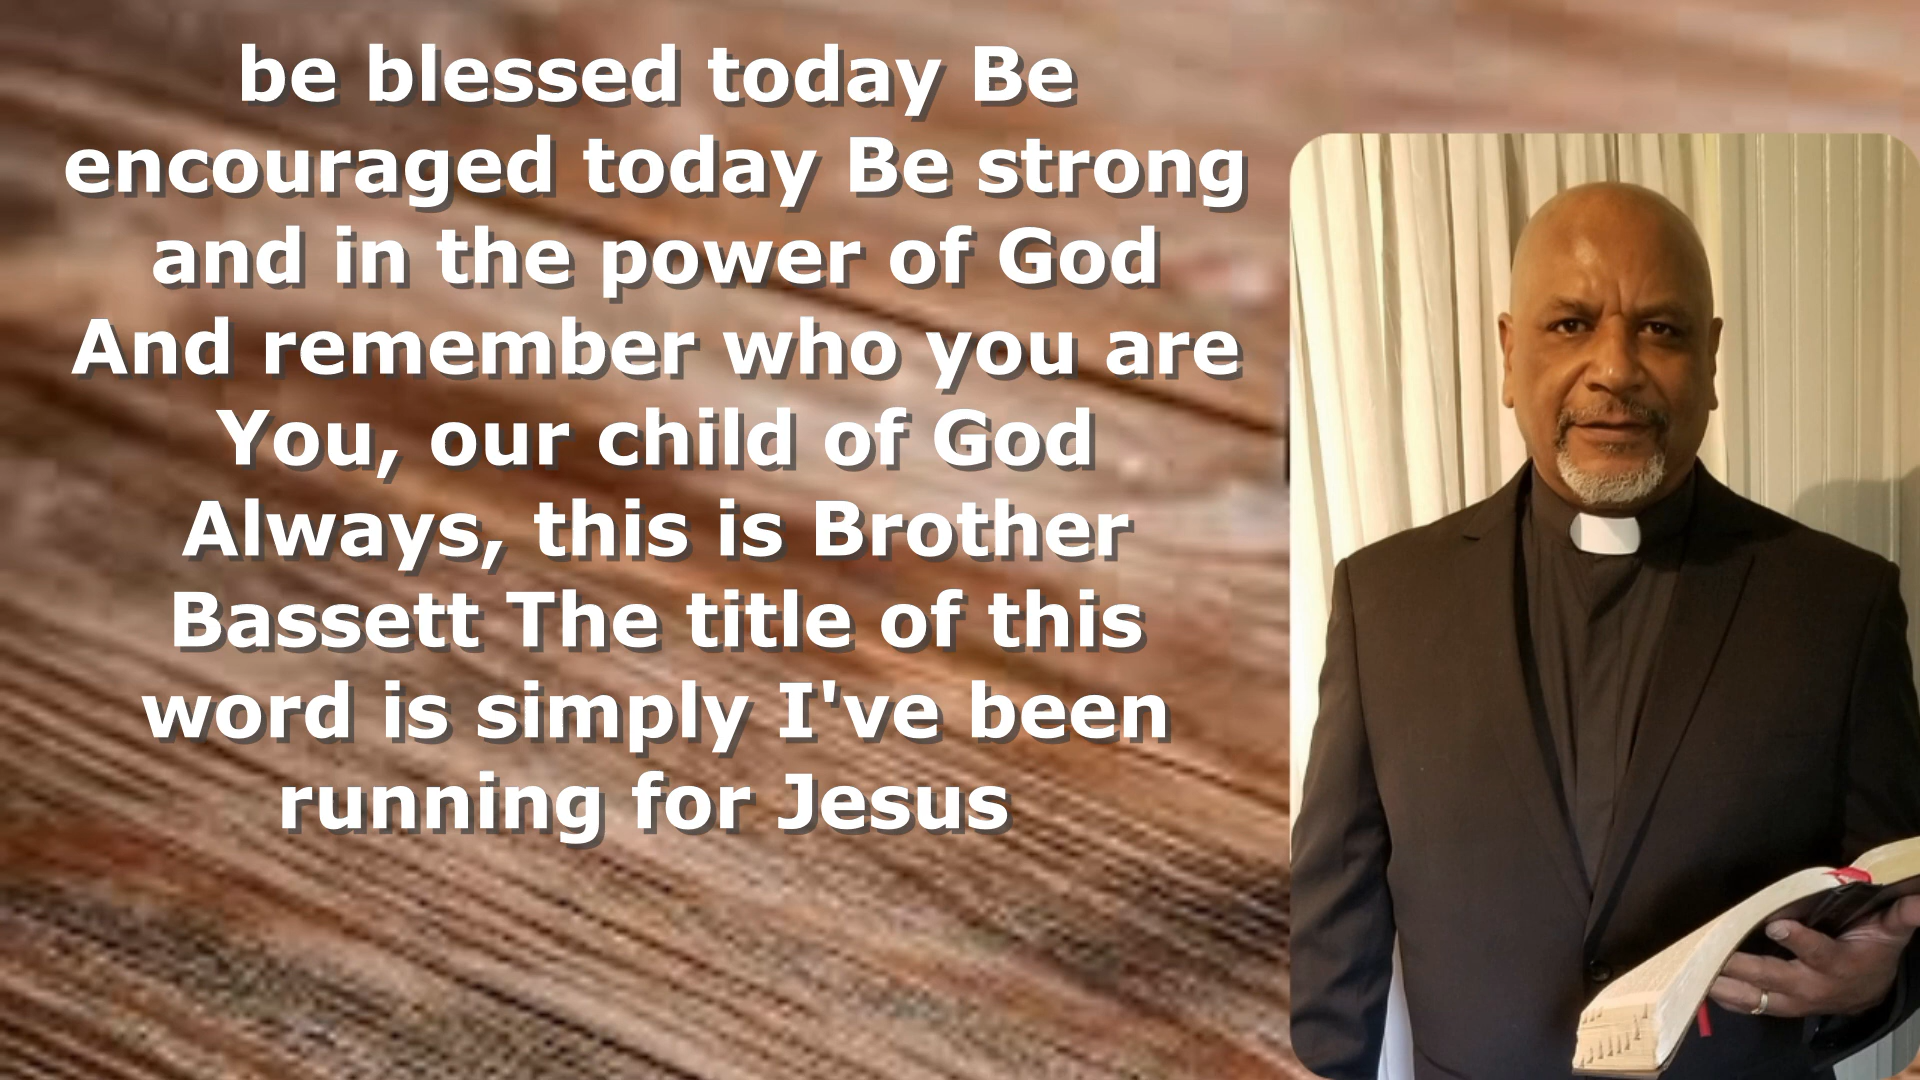 be blessed today Be
encouraged today Be strong
and in the power of God
And remember who you are
You, our child of God
Always, this is Brother
Bassett The title of this
word is simply I've been
running for Jesus